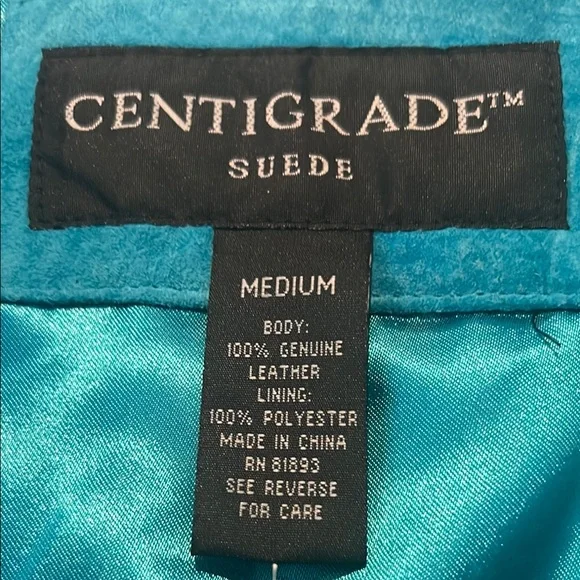 CENTIGRADE™
SUEDE
MEDIUM
BODY:
100% GENUINE
LEATHER
LINING:
100% POLYESTER
MADE IN CHINA
RN 81893
SEE REVERSE
FOR CARE